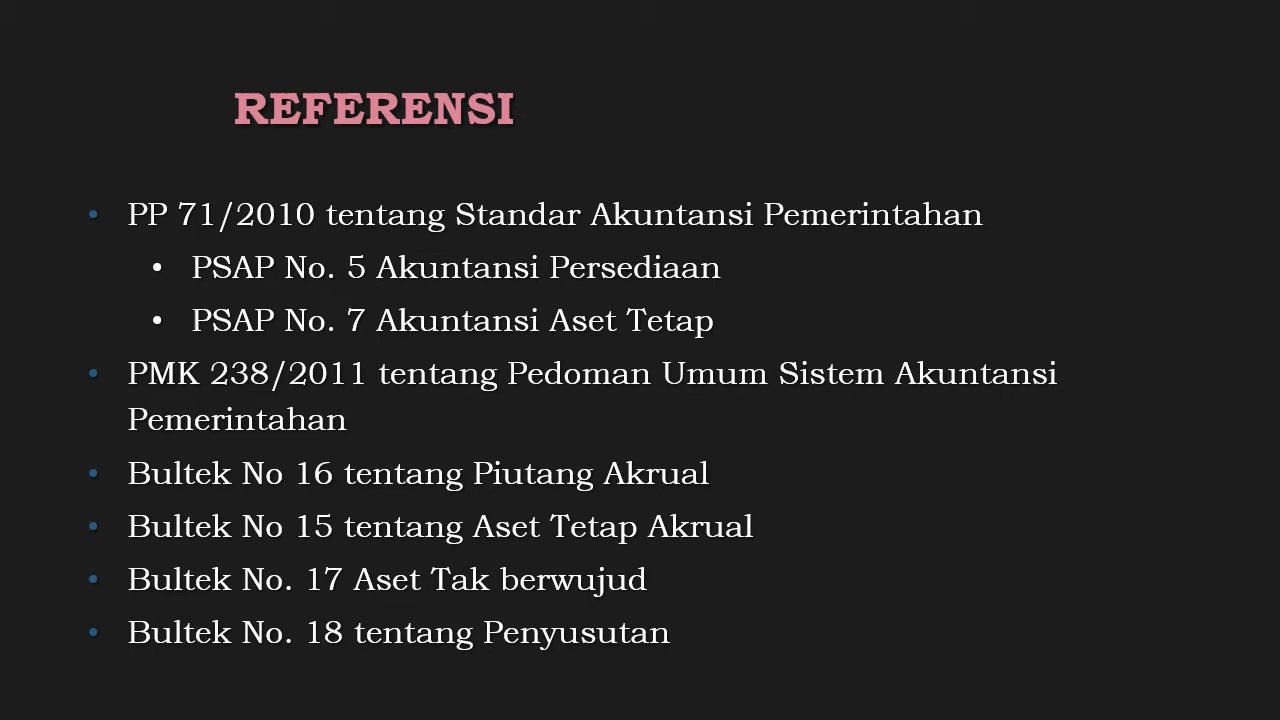 REFERENSI
• PP 71/2010 tentang Standar Akuntansi Pemerintahan
• PSAP No. 5 Akuntansi Persediaan
• PSAP No. 7 Akuntansi Aset Tetap
• PMK 238/2011 tentang Pedoman Umum Sistem Akuntansi
Pemerintahan
• Bultek No 16 tentang Piutang Akrual
• Bultek No 15 tentang Aset Tetap Akrual
• Bultek No. 17 Aset Tak berwujud
• Bultek No. 18 tentang Penyusutan